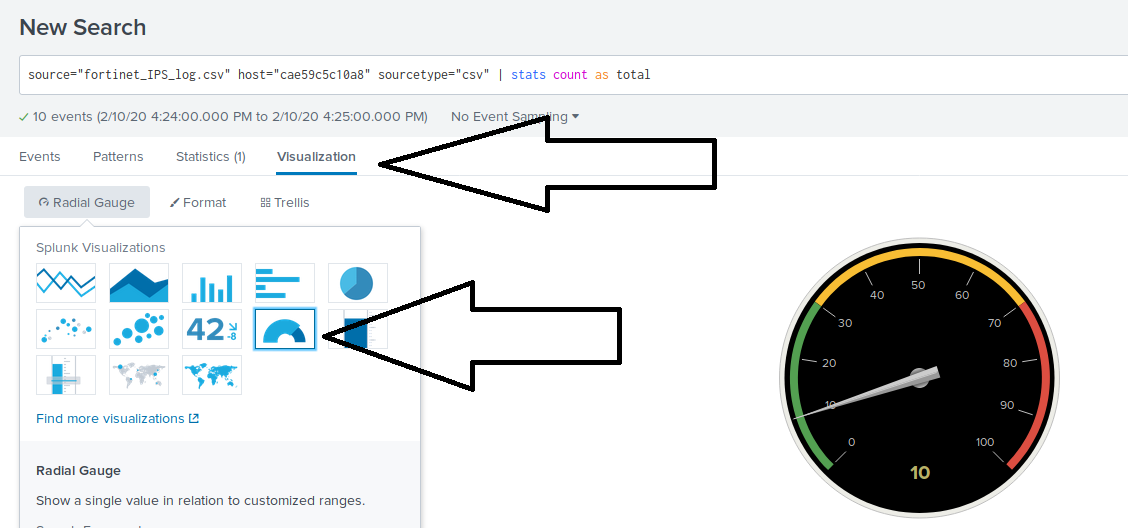 New Search
source="fortinet_IPS_log.csv" host="cae59c5c10a8" sourcetype="csv" | stats count as total
10 events (2/10/20 4:24:00.000 PM to 2/10/20 4:25:00.000 PM) No Event Sampling
Events Patterns Statistics (1) Visualization
Radial Gauge Format Trellis
Splunk Visualizations
42 -8
Find more visualizations
Radial Gauge
Show a single value in relation to customized ranges.
50
40 60
30 70
20 80
10 90
0 100
10